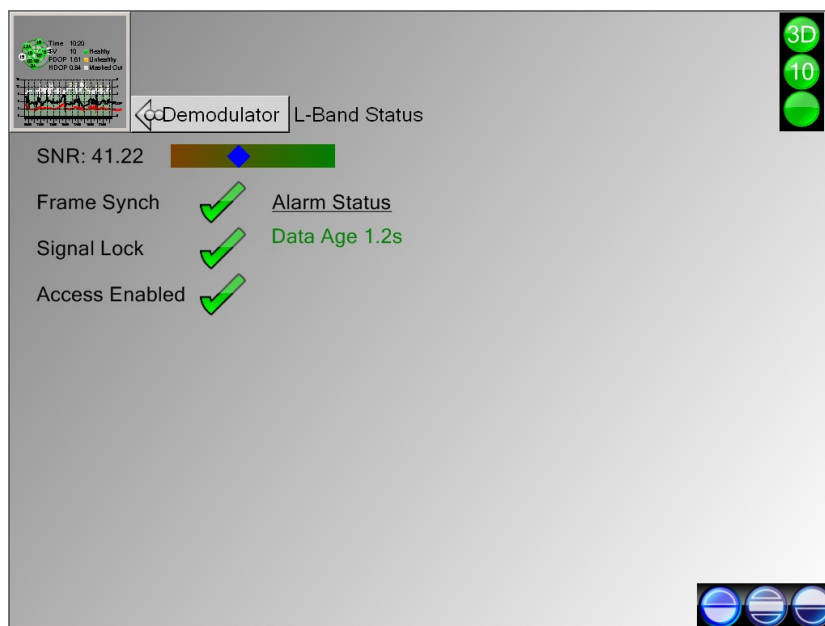 Time 10:20
SV 10 Healthy
PDOP 1.61 Unhealthy
HDOP 0.84 Masked Out
3D
10
Demodulator L-Band Status
SNR: 41.22
Frame Synch Alarm Status
Signal Lock Data Age 1.2s
Access Enabled